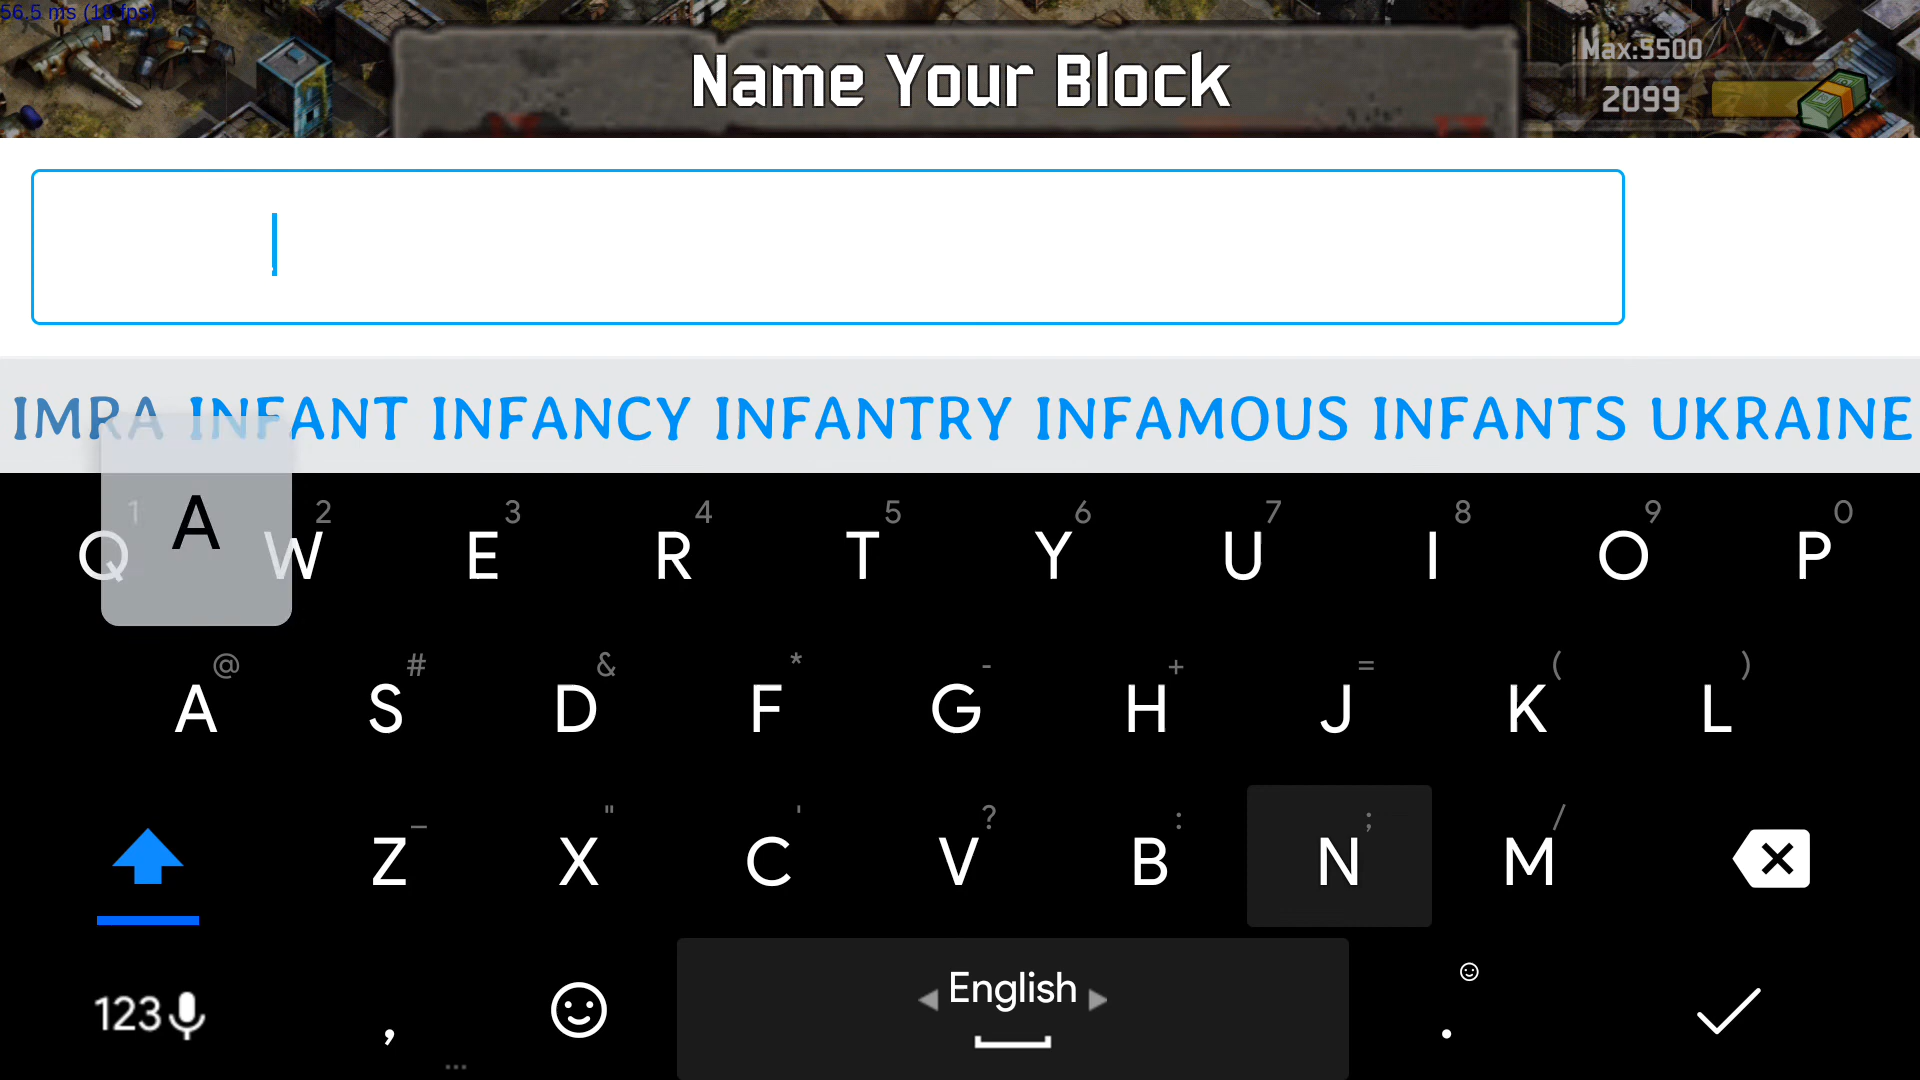 56.5 ms (18 fps)
Name Your Block
Max:5500
2099
IMRA INFANT INFANCY INFANTRY INFAMOUS INFANTS UKRAINE
1 2 3 4 5 6 7 8 9 0
A
Q W E R T Y U I O P
@ # & * - + = ( )
A S D F G H J K L
_ " ' ? : ; /
Z X C V B N M
English
123 , .
...